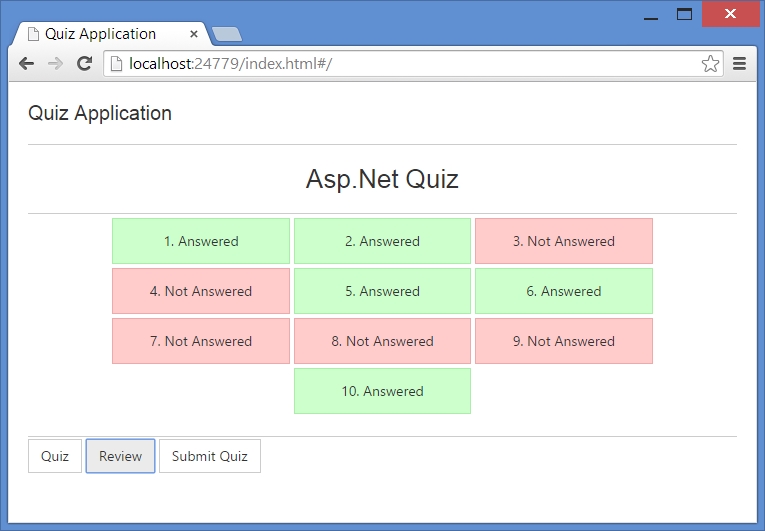 Quiz Application
localhost:24779/index.html#/
Quiz Application
Asp.Net Quiz
1. Answered 2. Answered 3. Not Answered
4. Not Answered 5. Answered 6. Answered
7. Not Answered 8. Not Answered 9. Not Answered
10. Answered
Quiz Review Submit Quiz